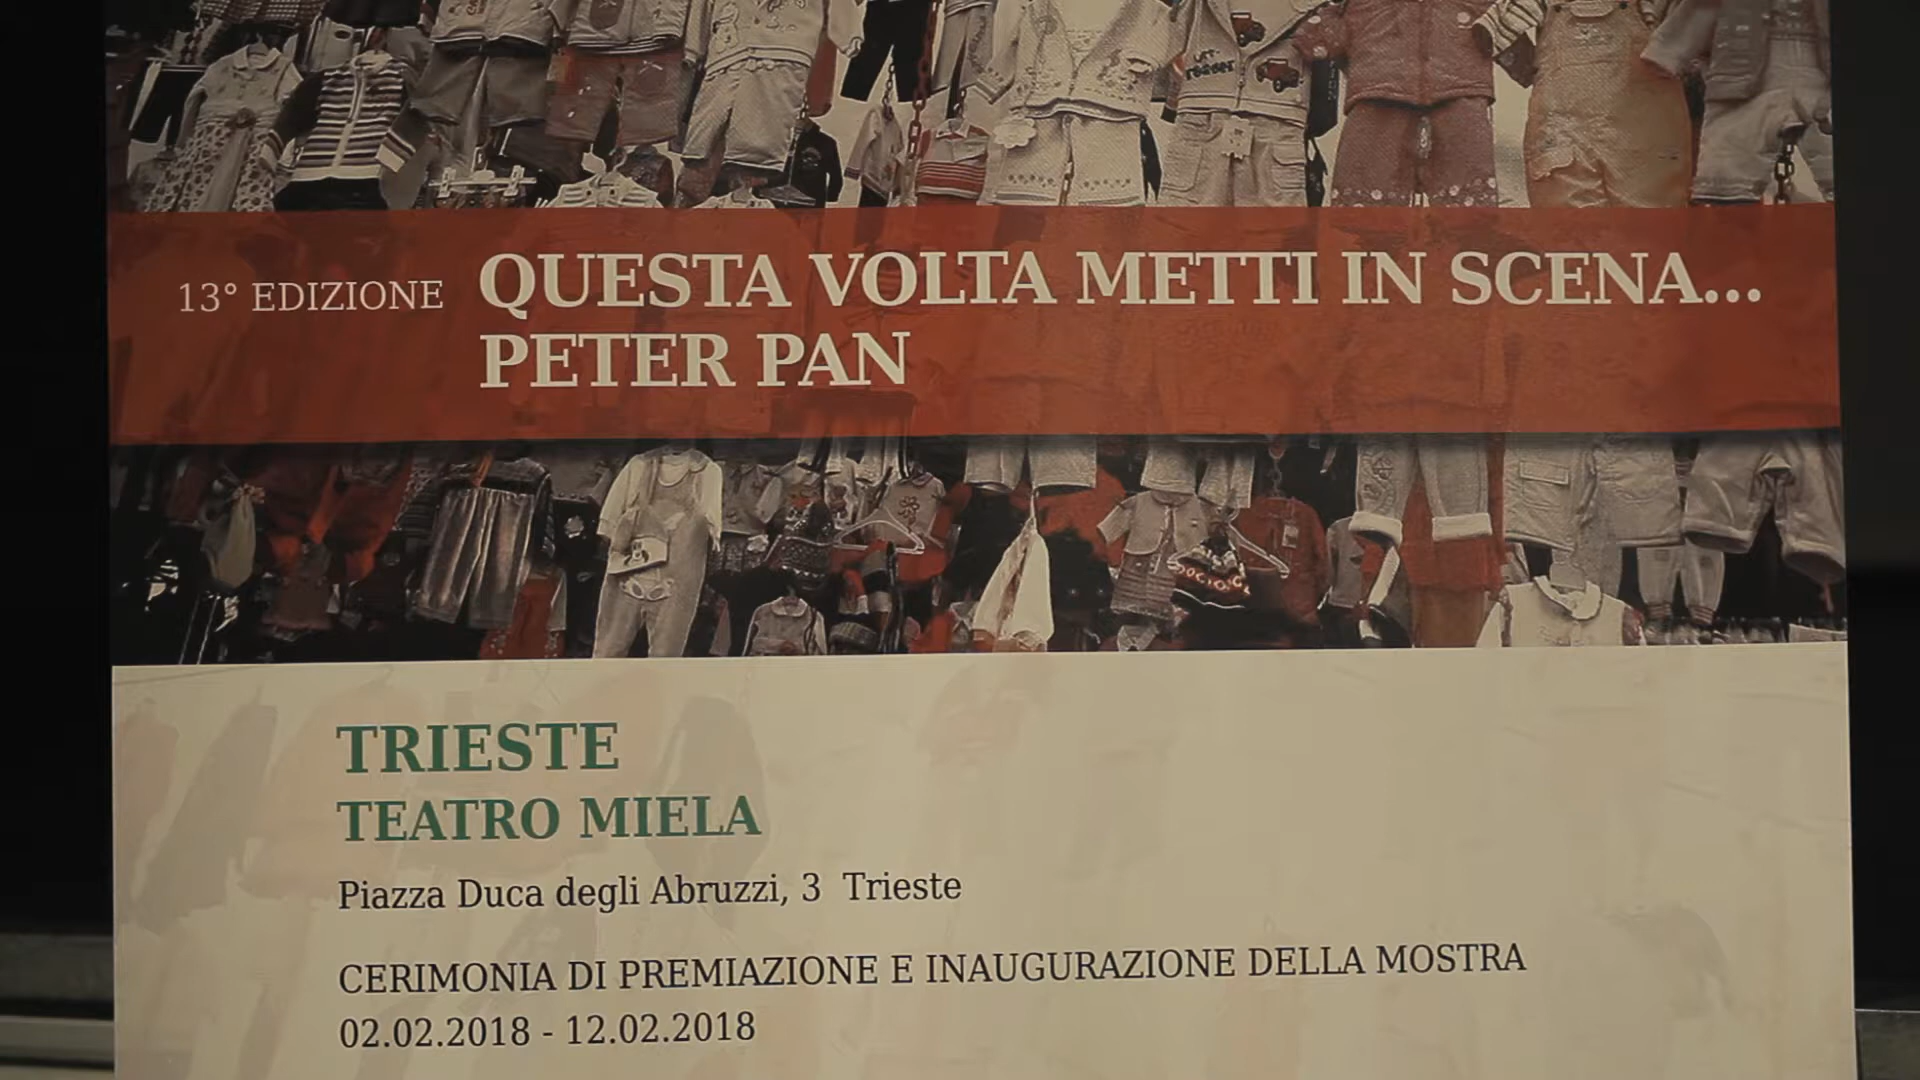 13° EDIZIONE QUESTA VOLTA METTI IN SCENA...
PETER PAN
TRIESTE
TEATRO MIELA
Piazza Duca degli Abruzzi, 3 Trieste
CERIMONIA DI PREMIAZIONE E INAUGURAZIONE DELLA MOSTRA
02.02.2018 - 12.02.2018